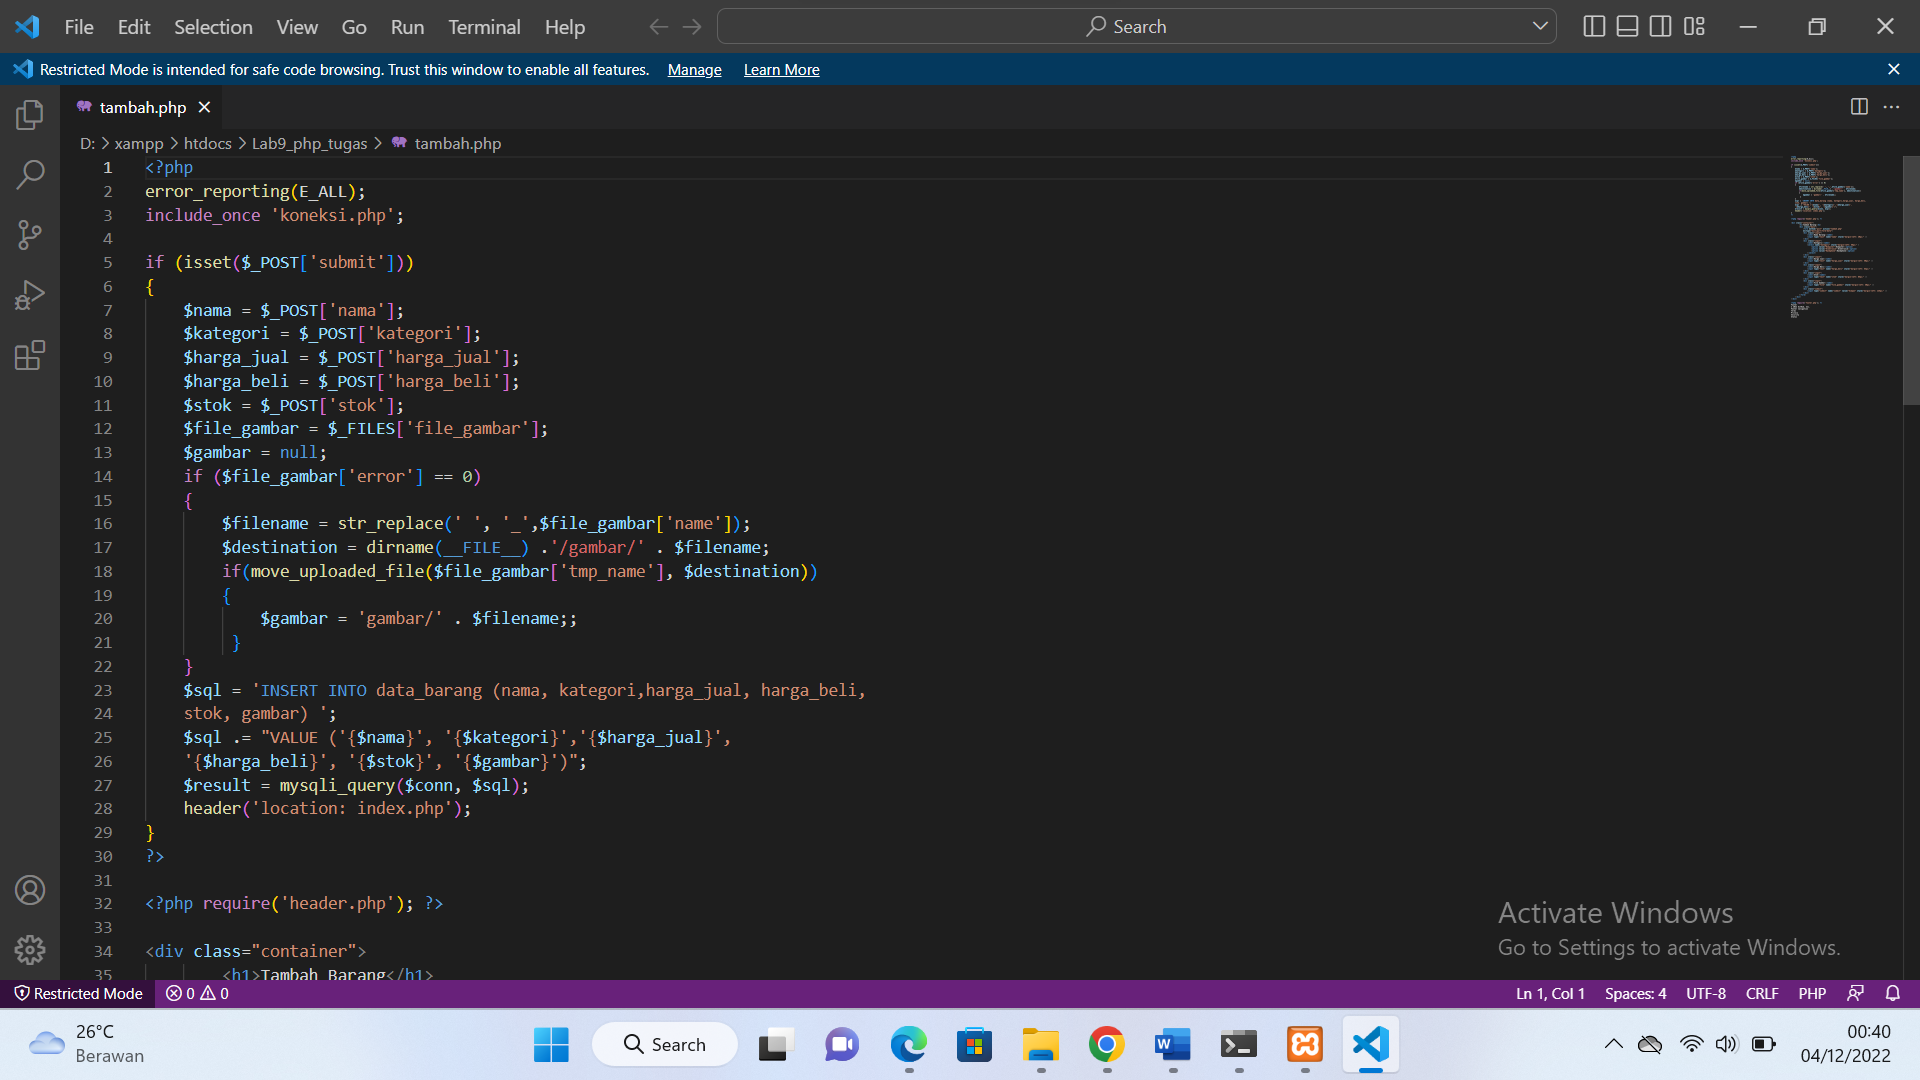 File Edit Selection View Go Run Terminal Help
Search
Restricted Mode is intended for safe code browsing. Trust this window to enable all features. Manage Learn More
tambah.php
D: > xampp > htdocs > Lab9_php_tugas > tambah.php
1 <?php
2 error_reporting(E_ALL);
3 include_once 'koneksi.php';
4
5 if (isset($_POST['submit']))
6 {
7 $nama = $_POST['nama'];
8 $kategori = $_POST['kategori'];
9 $harga_jual = $_POST['harga_jual'];
10 $harga_beli = $_POST['harga_beli'];
11 $stok = $_POST['stok'];
12 $file_gambar = $_FILES['file_gambar'];
13 $gambar = null;
14 if ($file_gambar['error'] == 0)
15 {
16 $filename = str_replace(' ', '_',$file_gambar['name']);
17 $destination = dirname(__FILE__) .'/gambar/' . $filename;
18 if(move_uploaded_file($file_gambar['tmp_name'], $destination))
19 {
20 $gambar = 'gambar/' . $filename;;
21 }
22 }
23 $sql = 'INSERT INTO data_barang (nama, kategori,harga_jual, harga_beli,
24 stok, gambar) ';
25 $sql .= "VALUE ('{$nama}', '{$kategori}','{$harga_jual}',
26 '{$harga_beli}', '{$stok}', '{$gambar}')";
27 $result = mysqli_query($conn, $sql);
28 header('location: index.php');
29 }
30 ?>
31
32 <?php require('header.php'); ?>
33
34 <div class="container">
35 <h1>Tambah Barang</h1>
Activate Windows
Go to Settings to activate Windows.
Restricted Mode 0 0 Ln 1, Col 1 Spaces: 4 UTF-8 CRLF PHP
26°C
Berawan
Search
00:40
04/12/2022